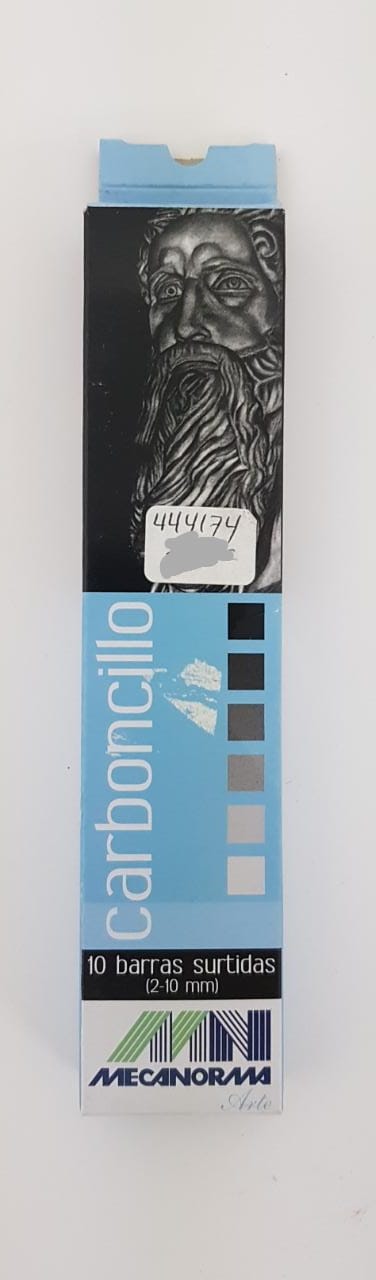 444174
carboncillo
10 barras surtidas
(2-10 mm)
MECANORMA
Arte